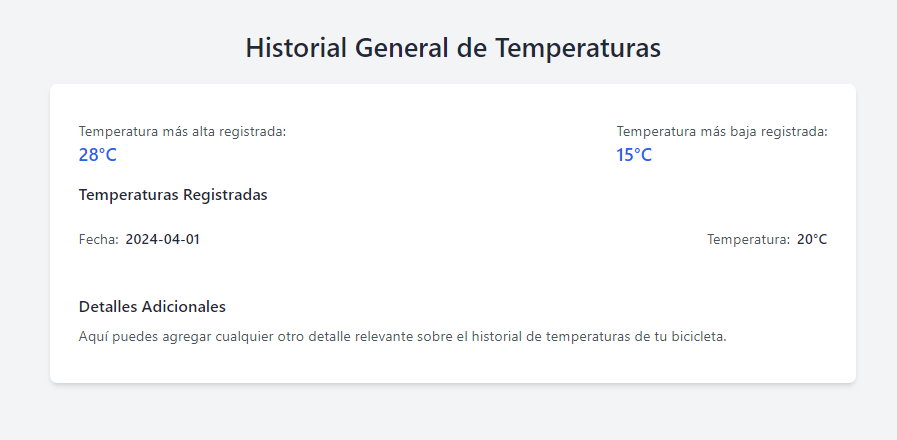 Historial General de Temperaturas
Temperatura más alta registrada:
28°C
Temperatura más baja registrada:
15°C
Temperaturas Registradas
Fecha: 2024-04-01
Temperatura: 20°C
Detalles Adicionales
Aquí puedes agregar cualquier otro detalle relevante sobre el historial de temperaturas de tu bicicleta.